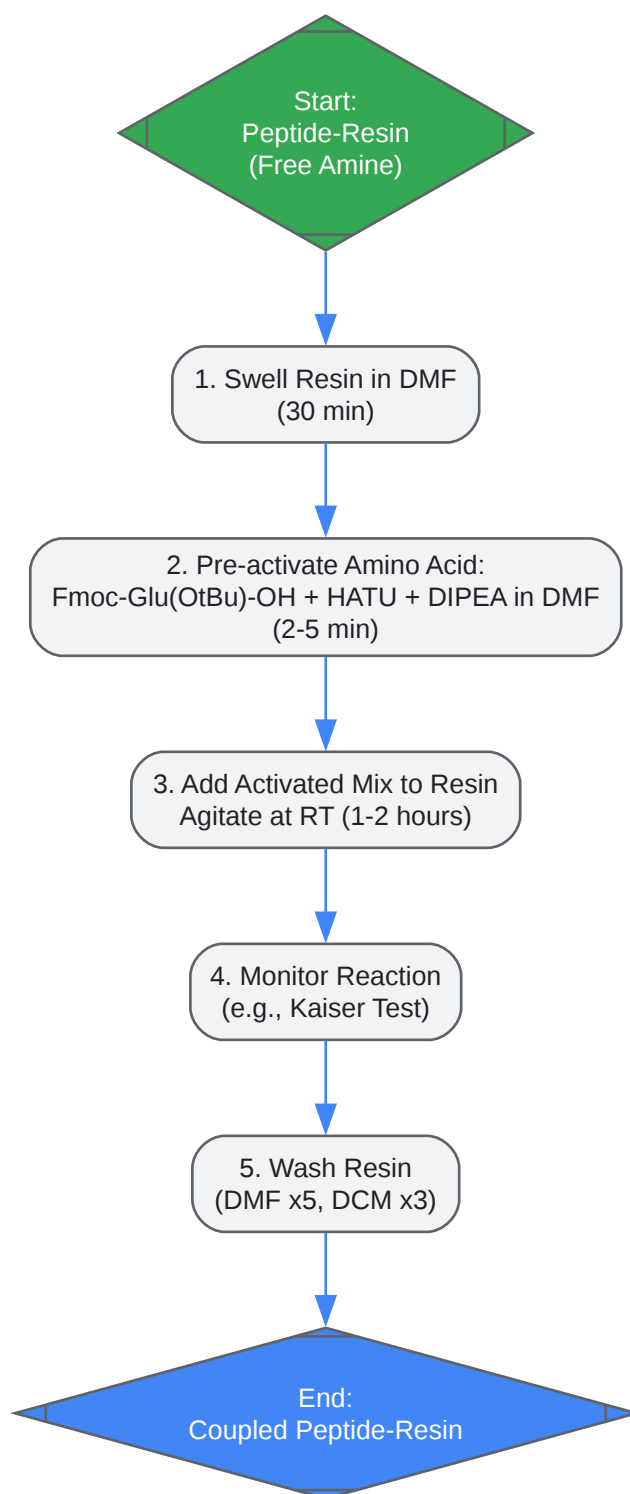 Start:
Peptide-Resin
(Free Amine)
1. Swell Resin in DMF
(30 min)
2. Pre-activate Amino Acid:
Fmoc-Glu(OtBu)-OH + HATU + DIPEA in DMF
(2-5 min)
3. Add Activated Mix to Resin
Agitate at RT (1-2 hours)
4. Monitor Reaction
(e.g., Kaiser Test)
5. Wash Resin
(DMF x5, DCM x3)
End:
Coupled Peptide-Resin